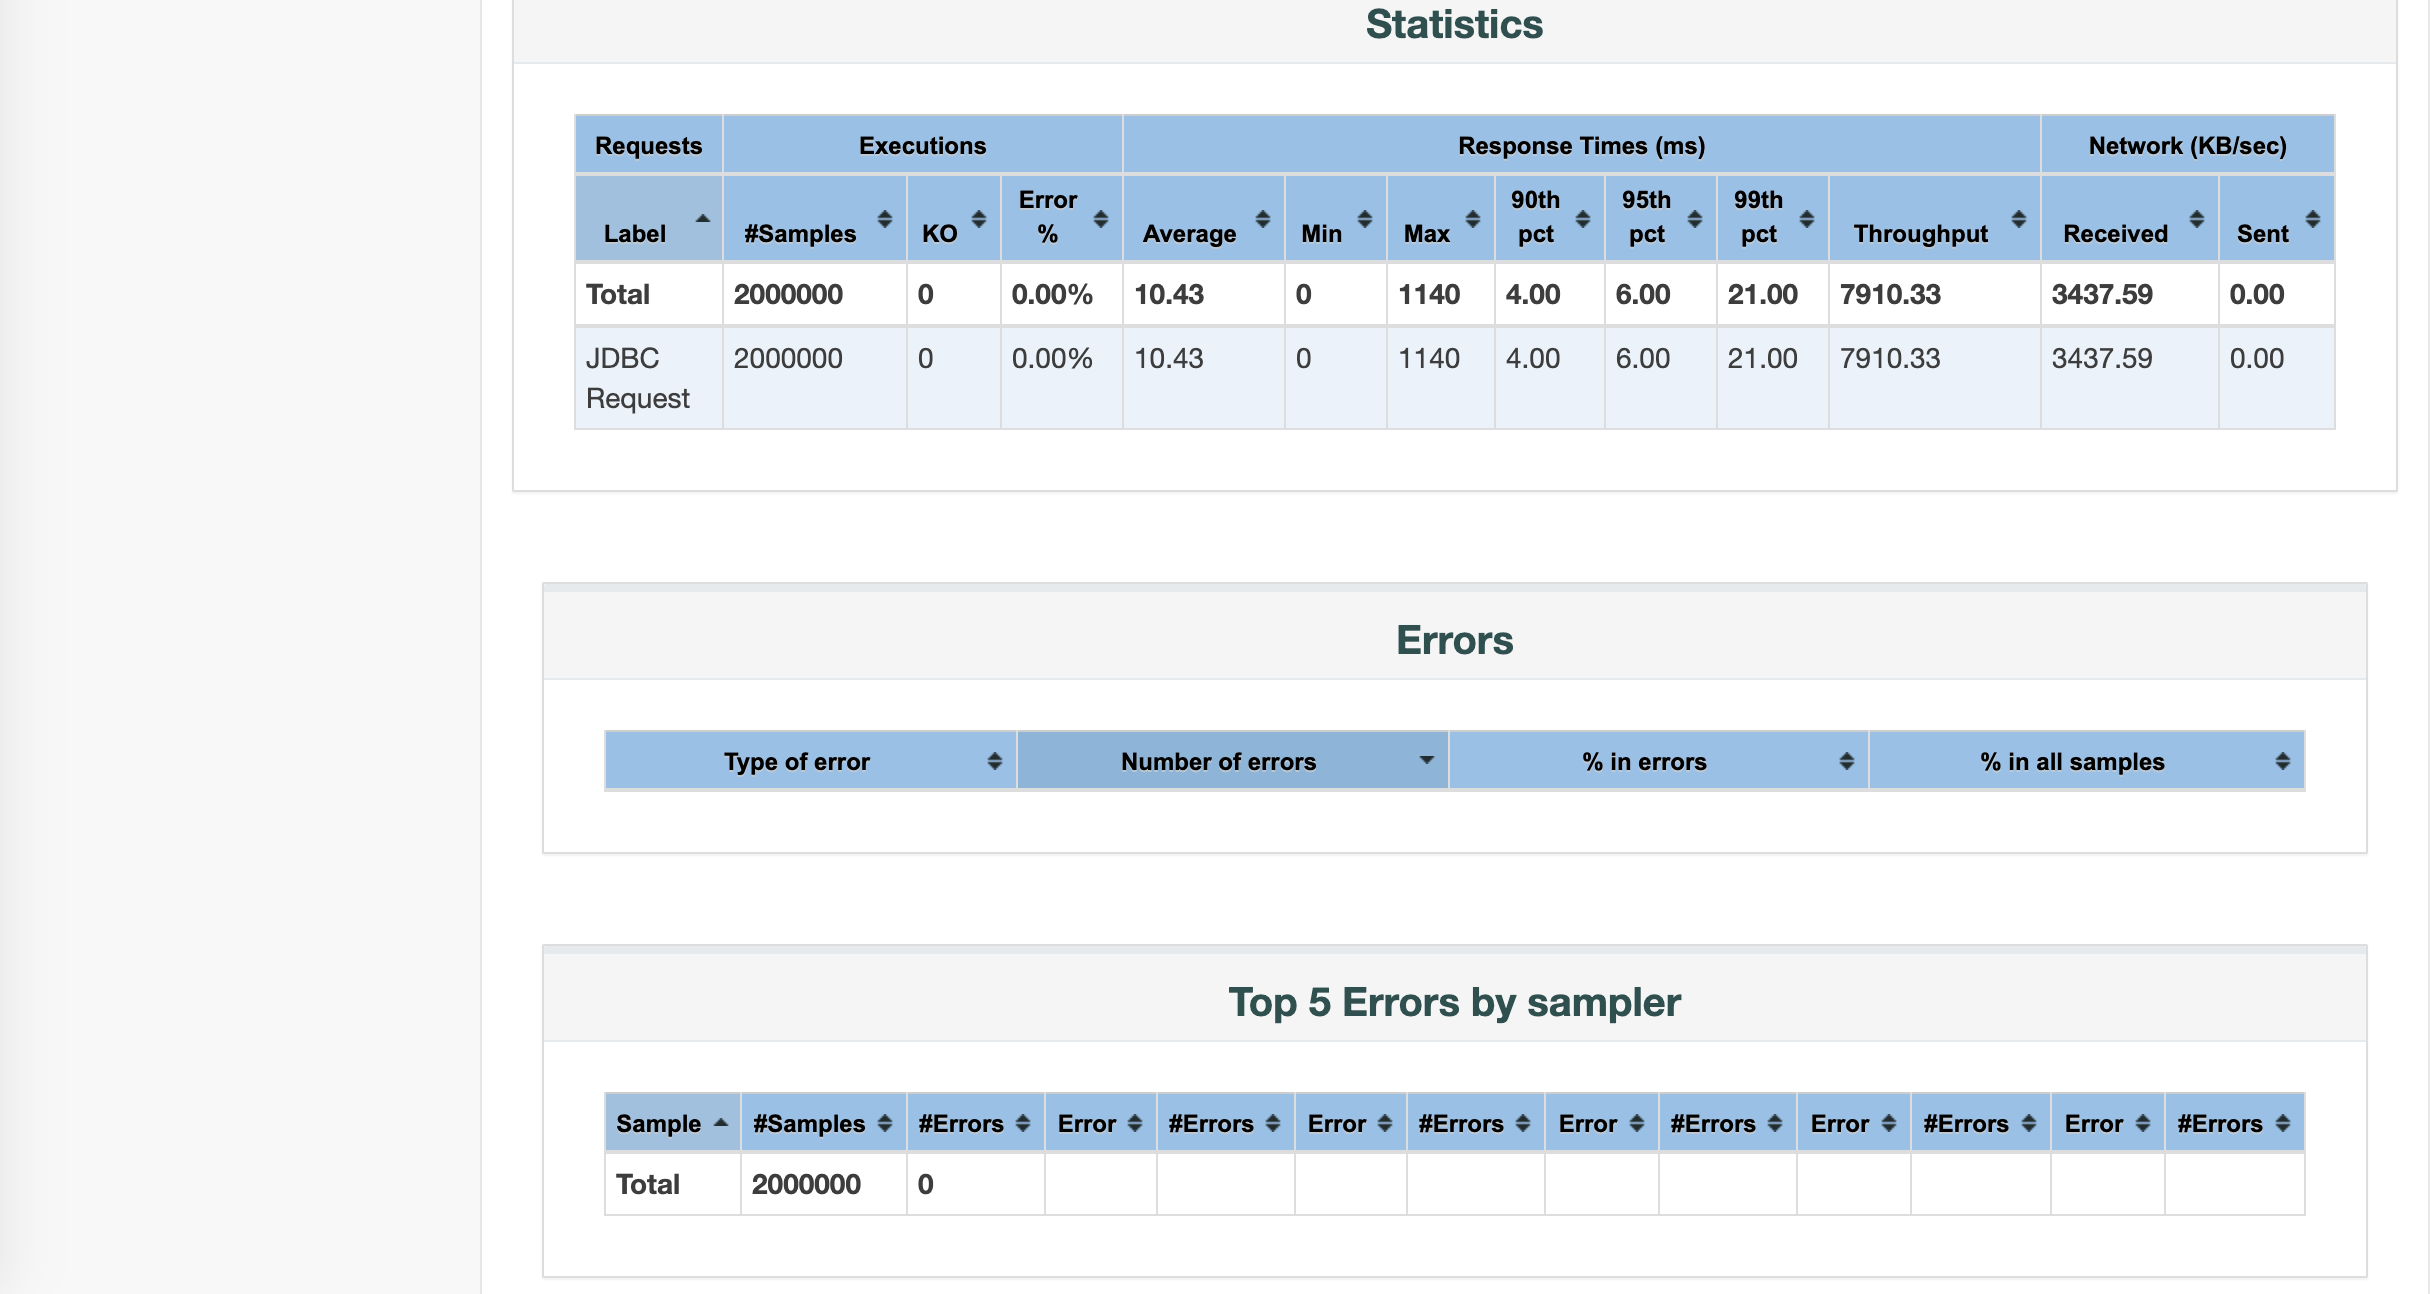 Statistics
Requests Executions Response Times (ms) Network (KB/sec)
Label #Samples KO Error % Average Min Max 90th pct 95th pct 99th pct Throughput Received Sent
Total 2000000 0 0.00% 10.43 0 1140 4.00 6.00 21.00 7910.33 3437.59 0.00
JDBC Request 2000000 0 0.00% 10.43 0 1140 4.00 6.00 21.00 7910.33 3437.59 0.00
Errors
Type of error Number of errors % in errors % in all samples
Top 5 Errors by sampler
Sample #Samples #Errors Error #Errors Error #Errors Error #Errors Error #Errors Error #Errors
Total 2000000 0